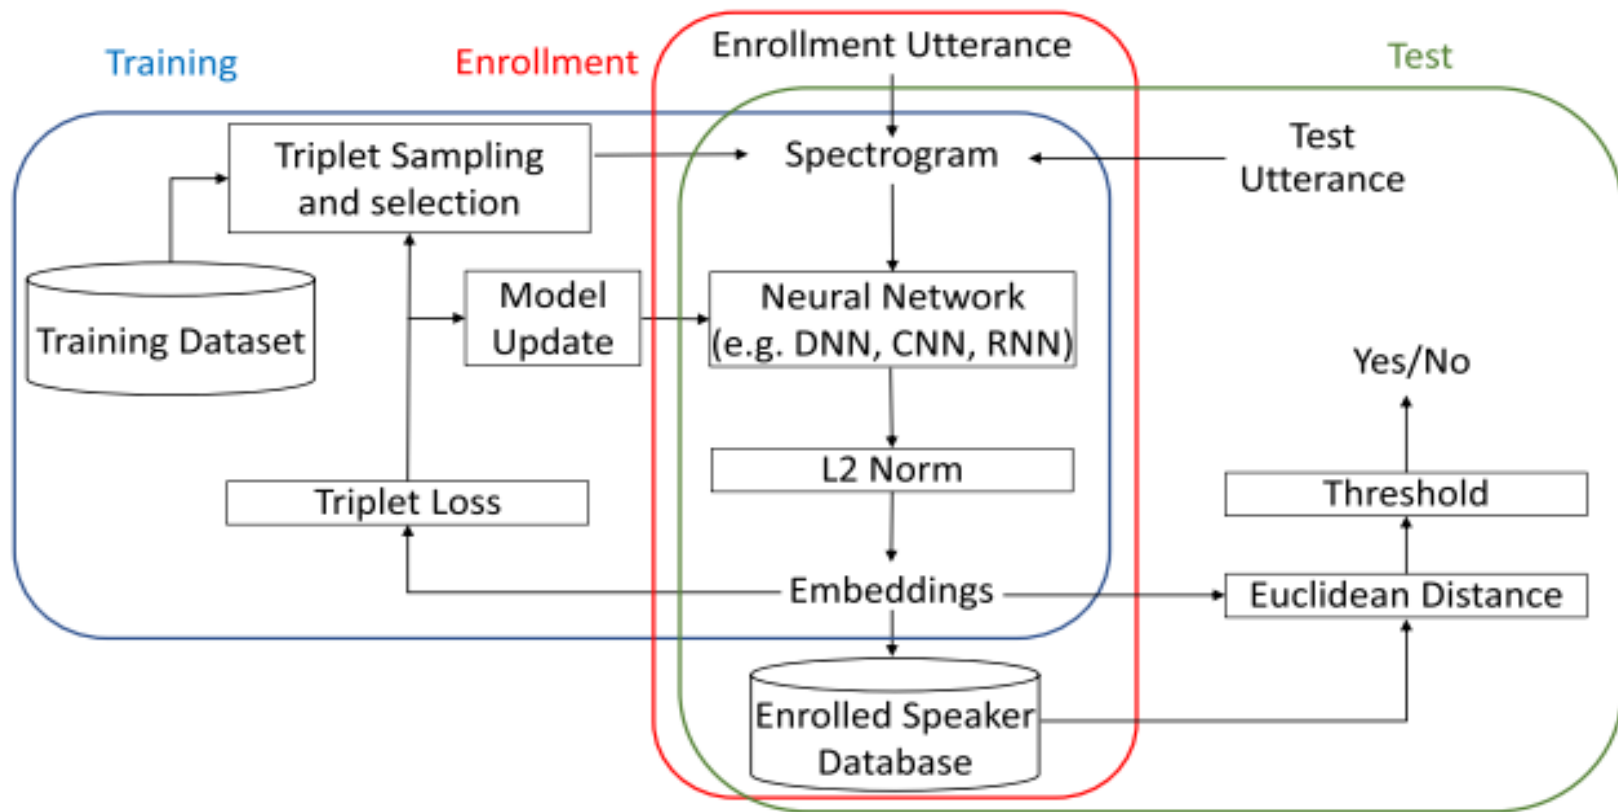 Enrollment Utterance
Training
Enrollment
Test
Triplet Sampling
and selection
Spectrogram
Test
Utterance
Training Dataset
Model
Update
Neural Network
(e.g. DNN, CNN, RNN)
Yes/No
L2 Norm
Triplet Loss
Threshold
Embeddings
Euclidean Distance
Enrolled Speaker
Database